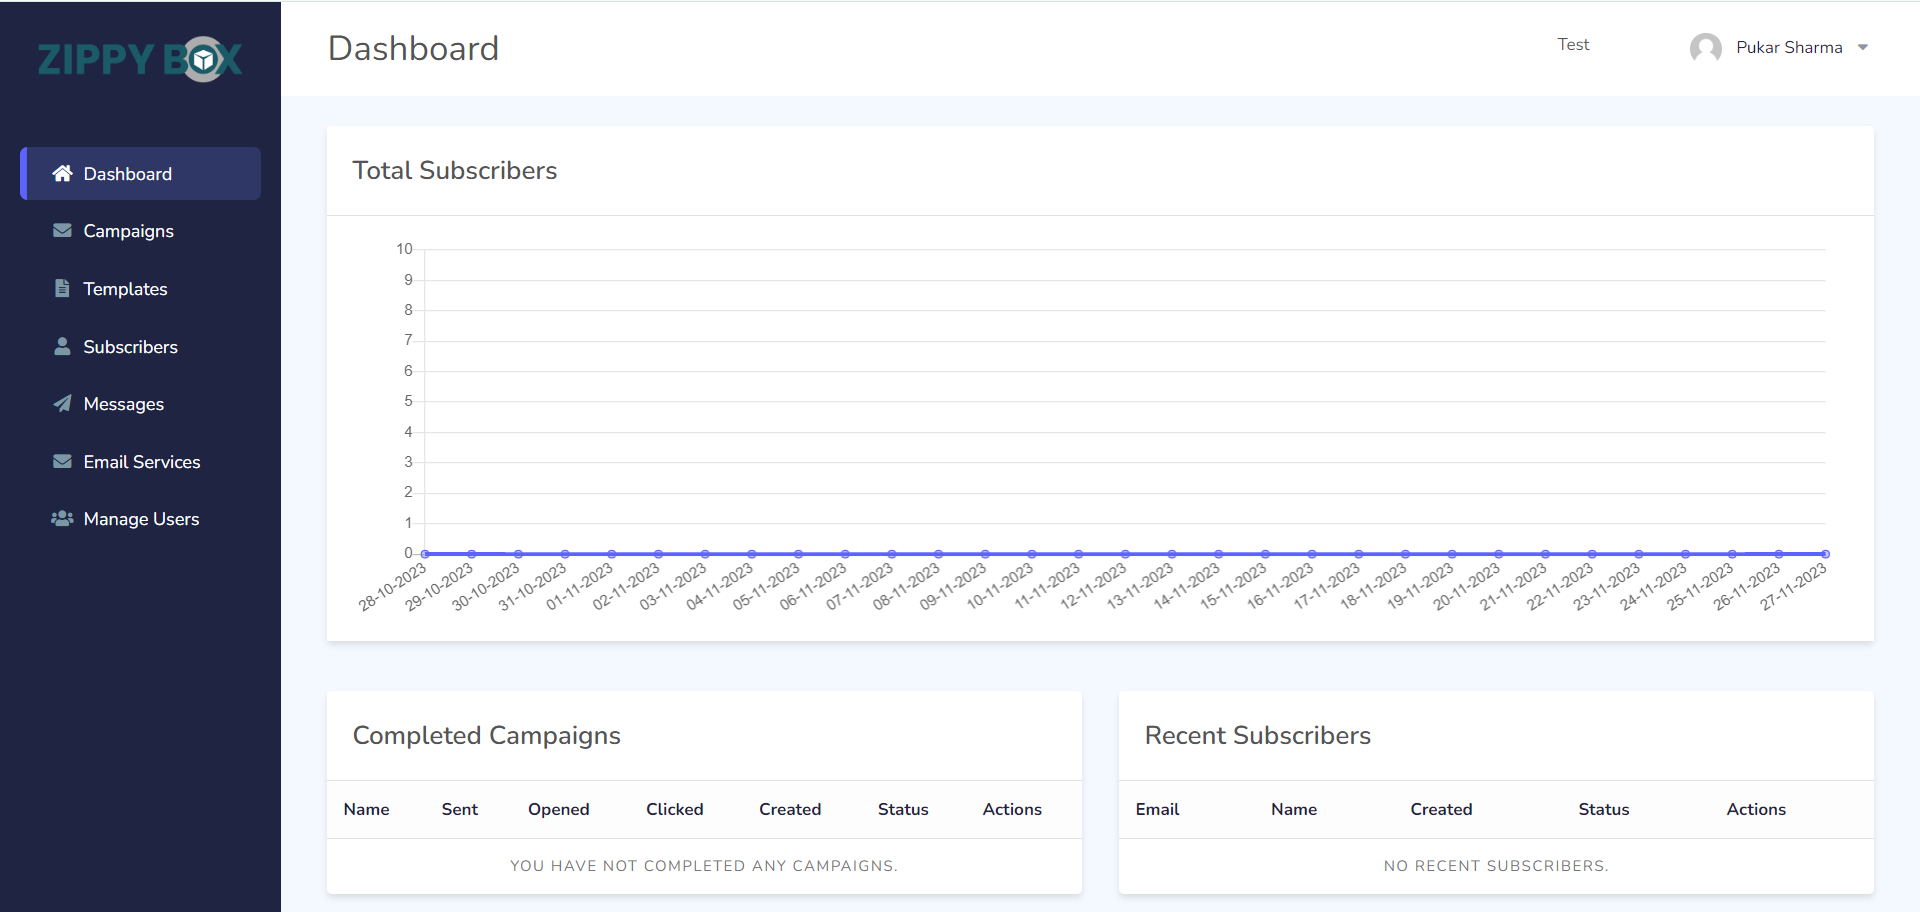 ZIPPY BOX
Dashboard
Test
Pukar Sharma
Dashboard
Campaigns
Templates
Subscribers
Messages
Email Services
Manage Users
Total Subscribers
10
9
8
7
6
5
4
3
2
1
0
28-10-2023
29-10-2023
30-10-2023
31-10-2023
01-11-2023
02-11-2023
03-11-2023
04-11-2023
05-11-2023
06-11-2023
07-11-2023
08-11-2023
09-11-2023
10-11-2023
11-11-2023
12-11-2023
13-11-2023
14-11-2023
15-11-2023
16-11-2023
17-11-2023
18-11-2023
19-11-2023
20-11-2023
21-11-2023
22-11-2023
23-11-2023
24-11-2023
25-11-2023
26-11-2023
27-11-2023
Completed Campaigns
Name Sent Opened Clicked Created Status Actions
YOU HAVE NOT COMPLETED ANY CAMPAIGNS.
Recent Subscribers
Email Name Created Status Actions
NO RECENT SUBSCRIBERS.